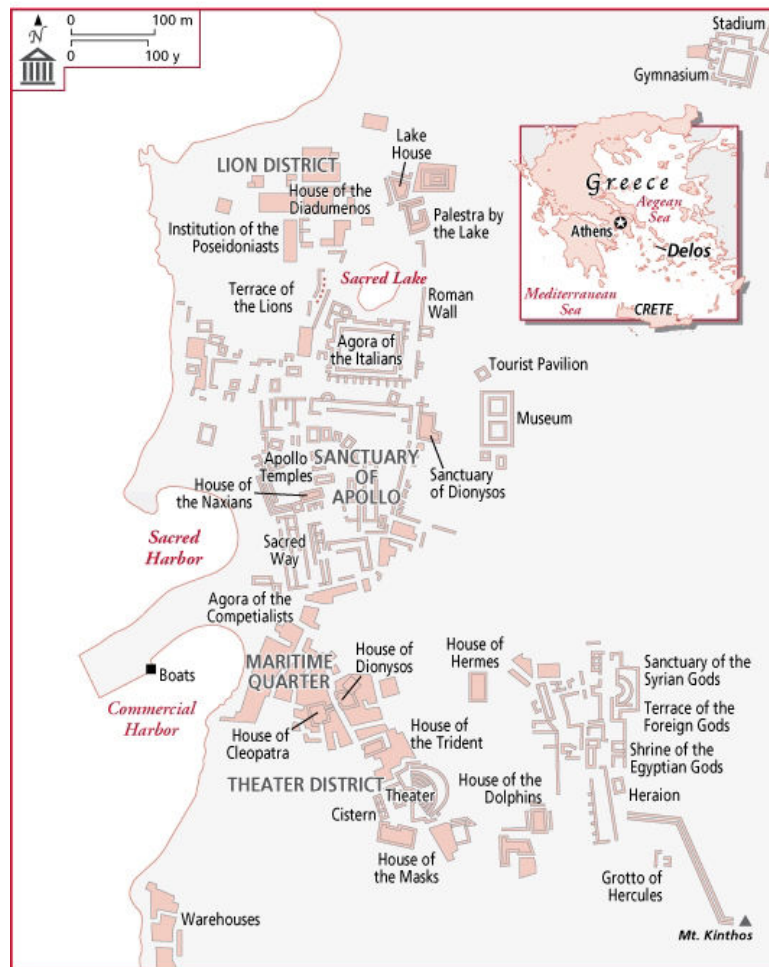 0 100 m
N
0 100 y
Stadium
Gymnasium
Lake
House
LION DISTRICT
House of the
Diadumenos
Palestra by
the Lake
Institution of the
Poseidoniasts
Greece
Aegean
Sea
Athens
Delos
Mediterranean
Sea
CRETE
Sacred Lake
Terrace of
the Lions
Roman
Wall
Agora of
the Italians
Tourist Pavilion
Museum
Apollo
Temples
SANCTUARY
OF
APOLLO
Sanctuary
of Dionysos
House of
the Naxians
Sacred
Harbor
Sacred
Way
Agora of the
Competialists
Boats
MARITIME
QUARTER
House of
Dionysos
House of
Hermes
Sanctuary of the
Syrian Gods
Commercial
Harbor
Terrace of the
Foreign Gods
House of
Cleopatra
House of
the Trident
Shrine of the
Egyptian Gods
THEATER DISTRICT
Theater
House of the
Dolphins
Heraion
Cistern
House of
the Masks
Grotto of
Hercules
Warehouses
Mt. Kinthos